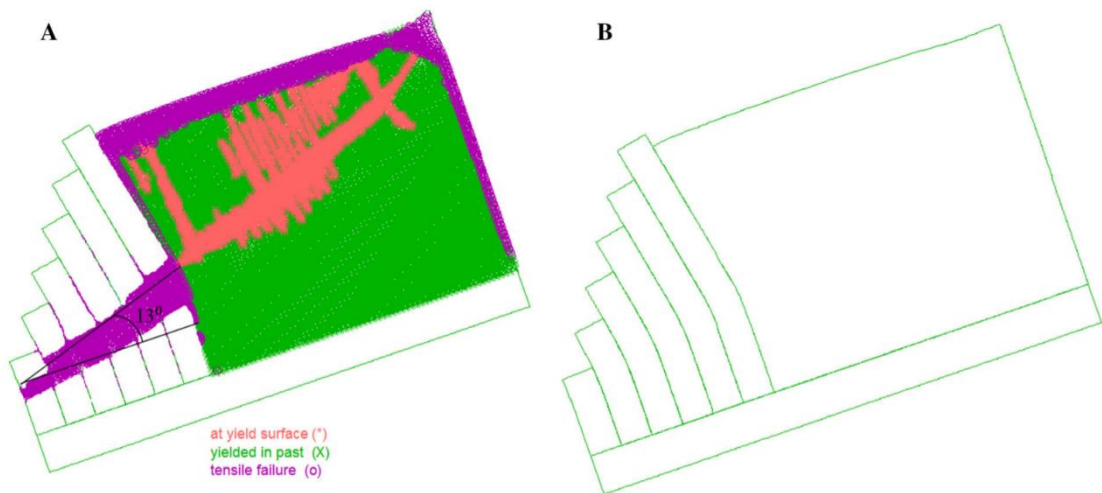 A
B
13⁰
at yield surface (*)
yielded in past (X)
tensile failure (o)